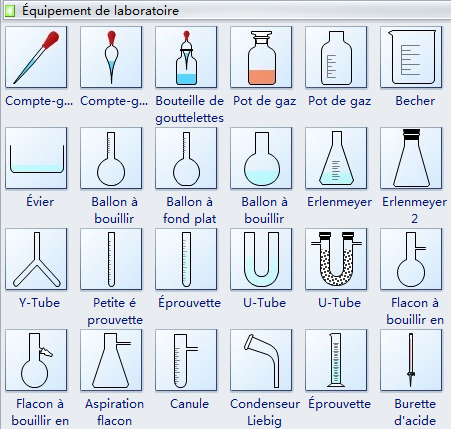 Équipement de laboratoire
Compte-g... Compte-g... Bouteille de gouttelettes Pot de gaz Pot de gaz Becher
Évier Ballon à bouillir Ballon à fond plat Ballon à bouillir Erlenmeyer Erlenmeyer 2
Y-Tube Petite é prouvette Éprouvette U-Tube U-Tube Flacon à bouillir en
Flacon à bouillir en Aspiration flacon Canule Condenseur Liebig Éprouvette Burette d'acide